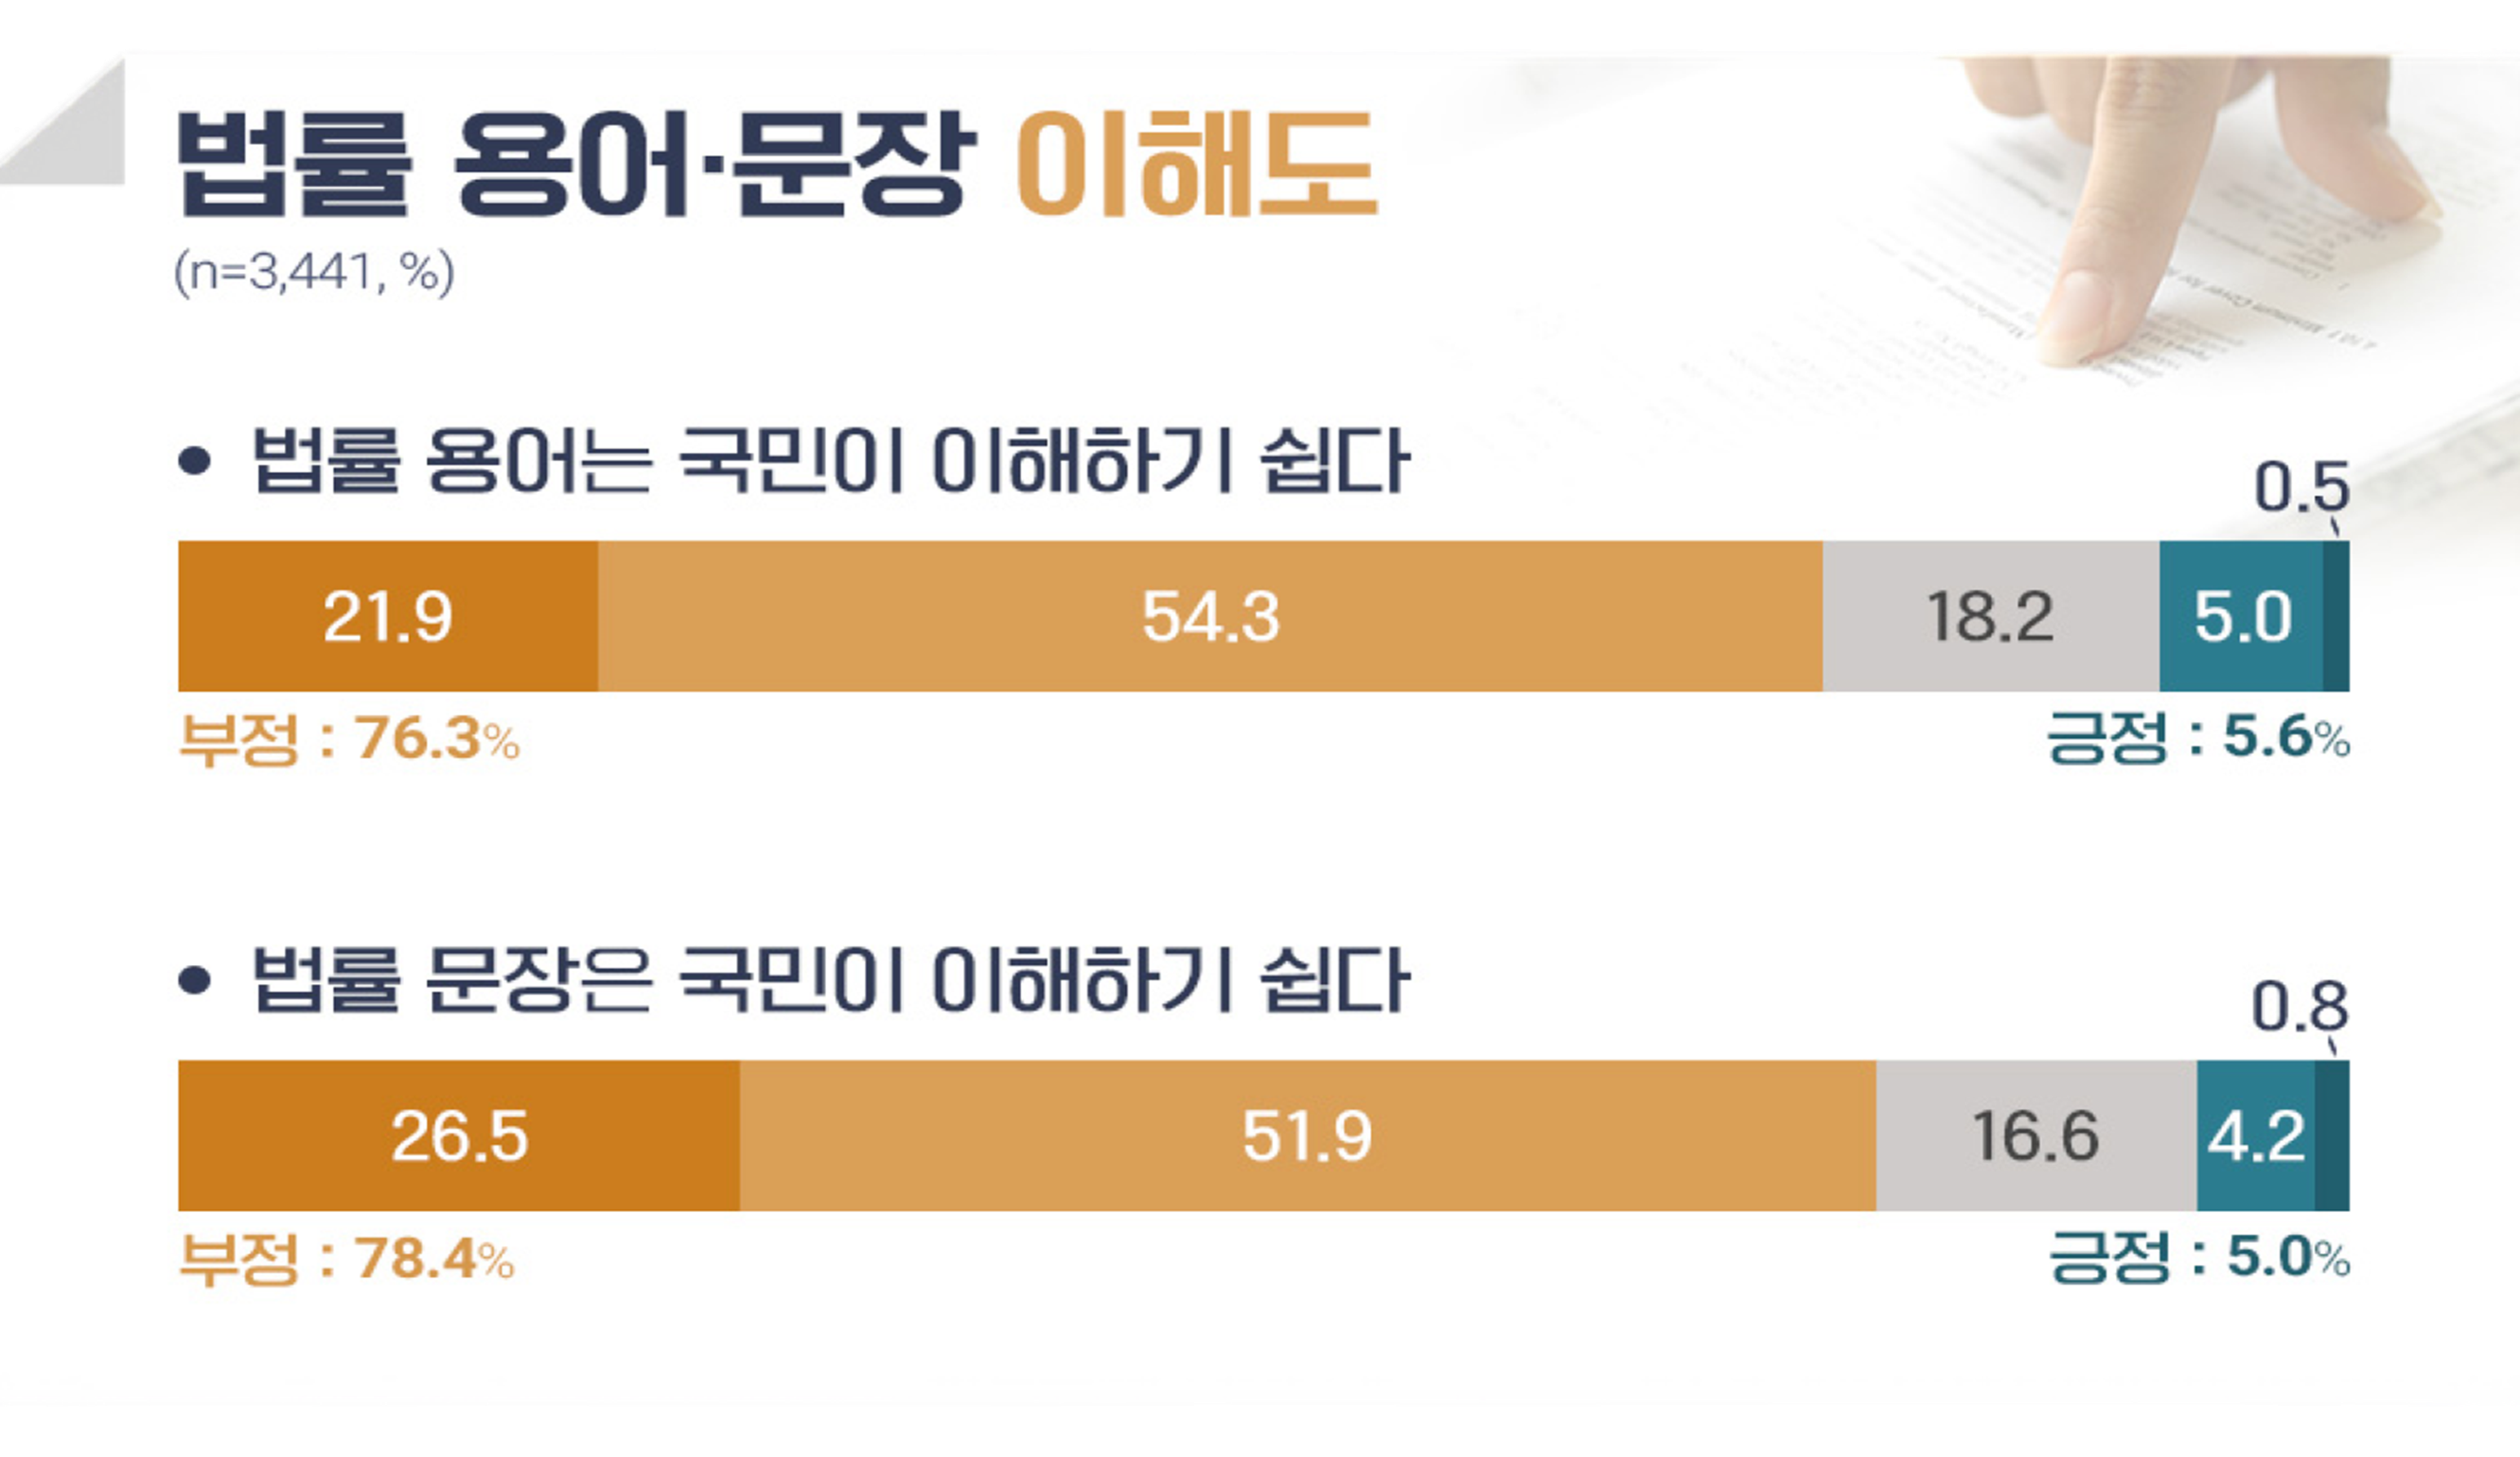 법률 용어·문장 이해도
(n=3,441, %)
• 법률 용어는 국민이 이해하기 쉽다
0.5
21.9 54.3 18.2 5.0
부정 : 76.3% 긍정 : 5.6%
• 법률 문장은 국민이 이해하기 쉽다
0.8
26.5 51.9 16.6 4.2
부정 : 78.4% 긍정 : 5.0%